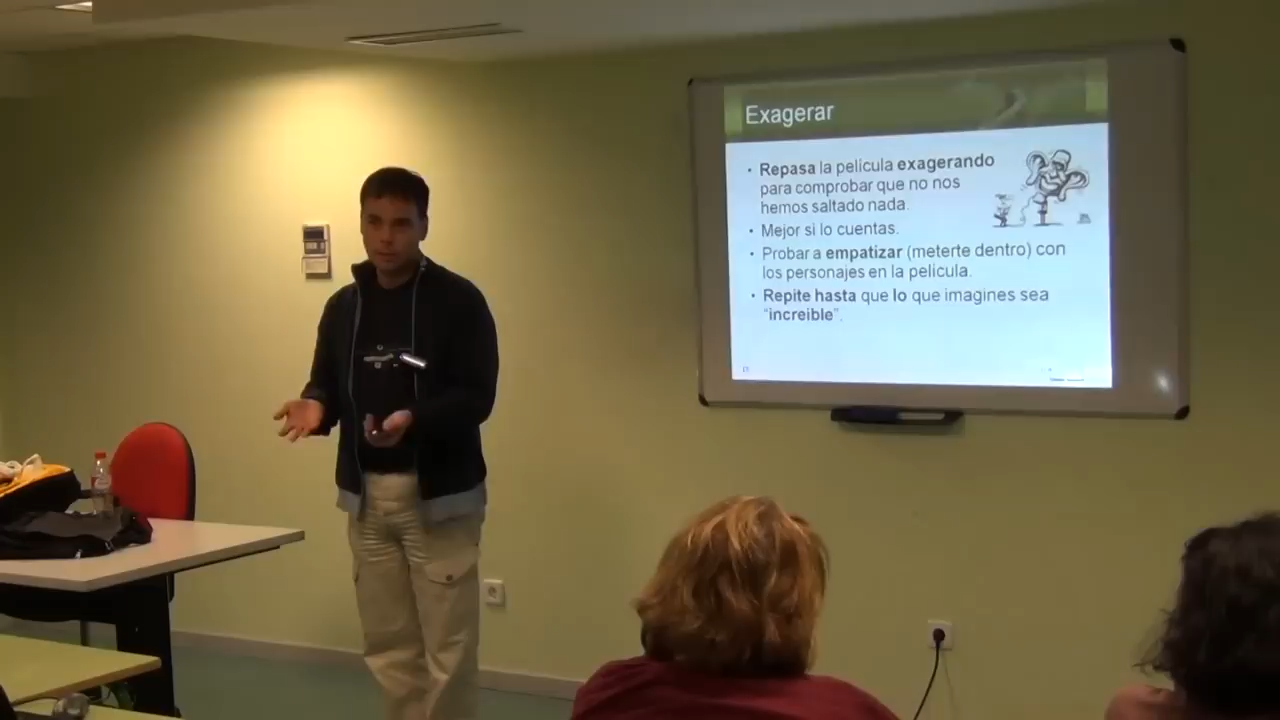 Exagerar
• Repasa la película exagerando
para comprobar que no nos
hemos saltado nada.
• Mejor si lo cuentas.
• Probar a empatizar (meterte dentro) con
los personajes en la película.
• Repite hasta que lo que imagines sea
“increíble”.